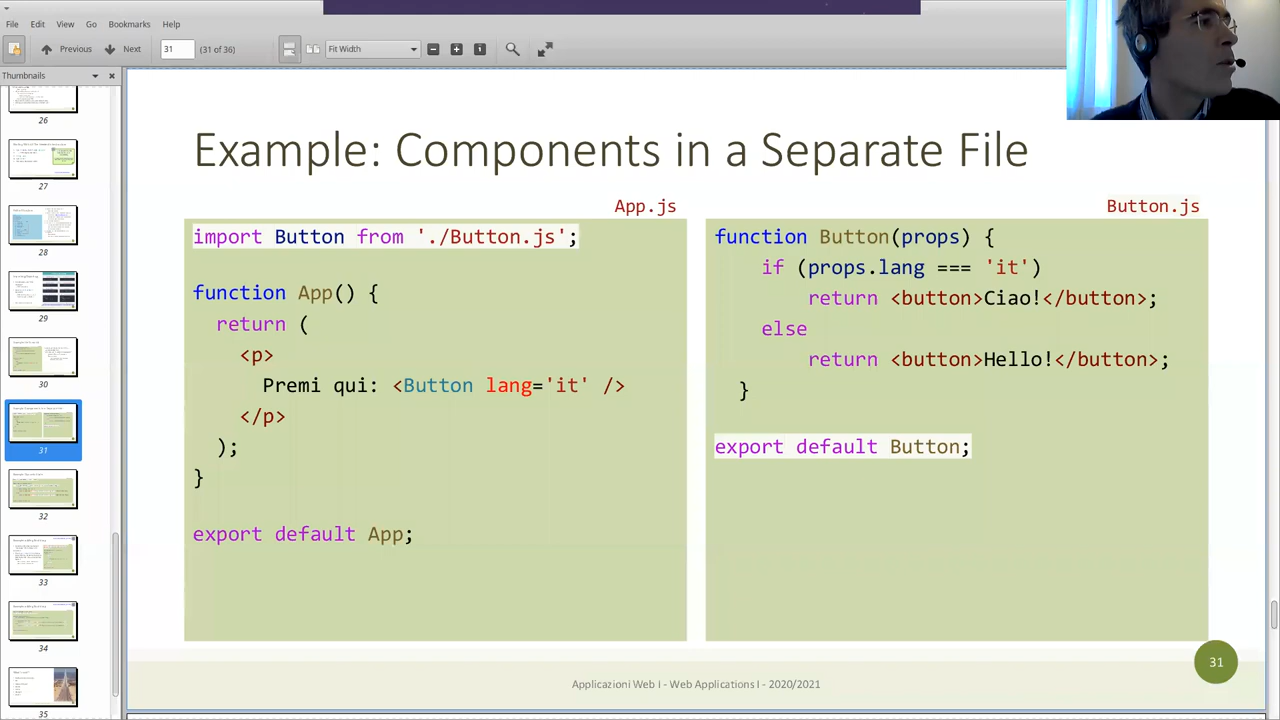 File Edit View Go Bookmarks Help
Previous Next 31 (31 of 36) Fit Width
Thumbnails
26
27
28
29
30
31
32
33
34
35
Example: Components in a Separate File
App.js
import Button from './Button.js';
function App() {
return (
<p>
Premi qui: <Button lang='it' />
</p>
);
}
export default App;
Button.js
function Button(props) {
if (props.lang === 'it')
return <button>Ciao!</button>;
else
return <button>Hello!</button>;
}
export default Button;
31
Applicazioni Web I - Web Applications I - 2020/2021